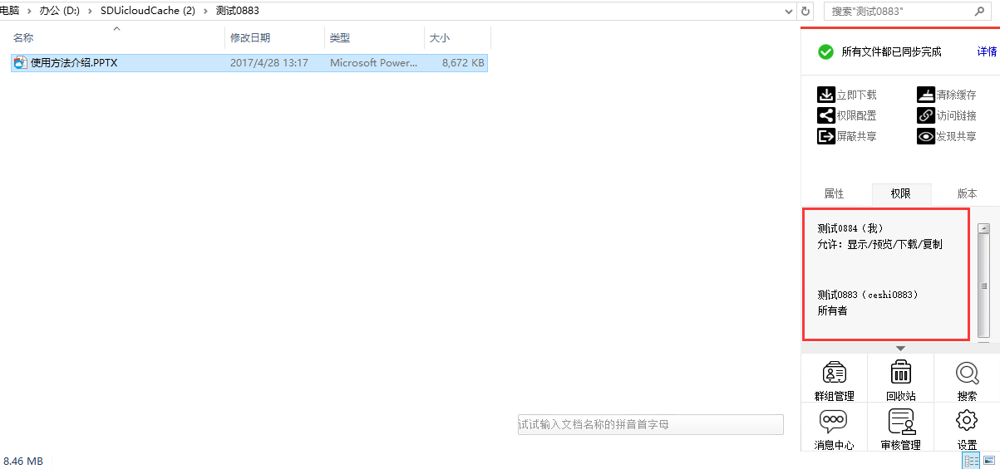 电脑 › 办公 (D:) › SDUicloudCache (2) › 测试0883
搜索"测试0883"
名称 修改日期 类型 大小
使用方法介绍.PPTX 2017/4/28 13:17 Microsoft Power... 8,672 KB
所有文件都已同步完成 详情
立即下载 清除缓存
权限配置 访问链接
屏蔽共享 发现共享
属性 权限 版本
测试0884（我）
允许：显示/预览/下载/复制
测试0883（ceshi0883）
所有者
群组管理 回收站 搜索
试试输入文档名称的拼音首字母
消息中心 审核管理 设置
8.46 MB